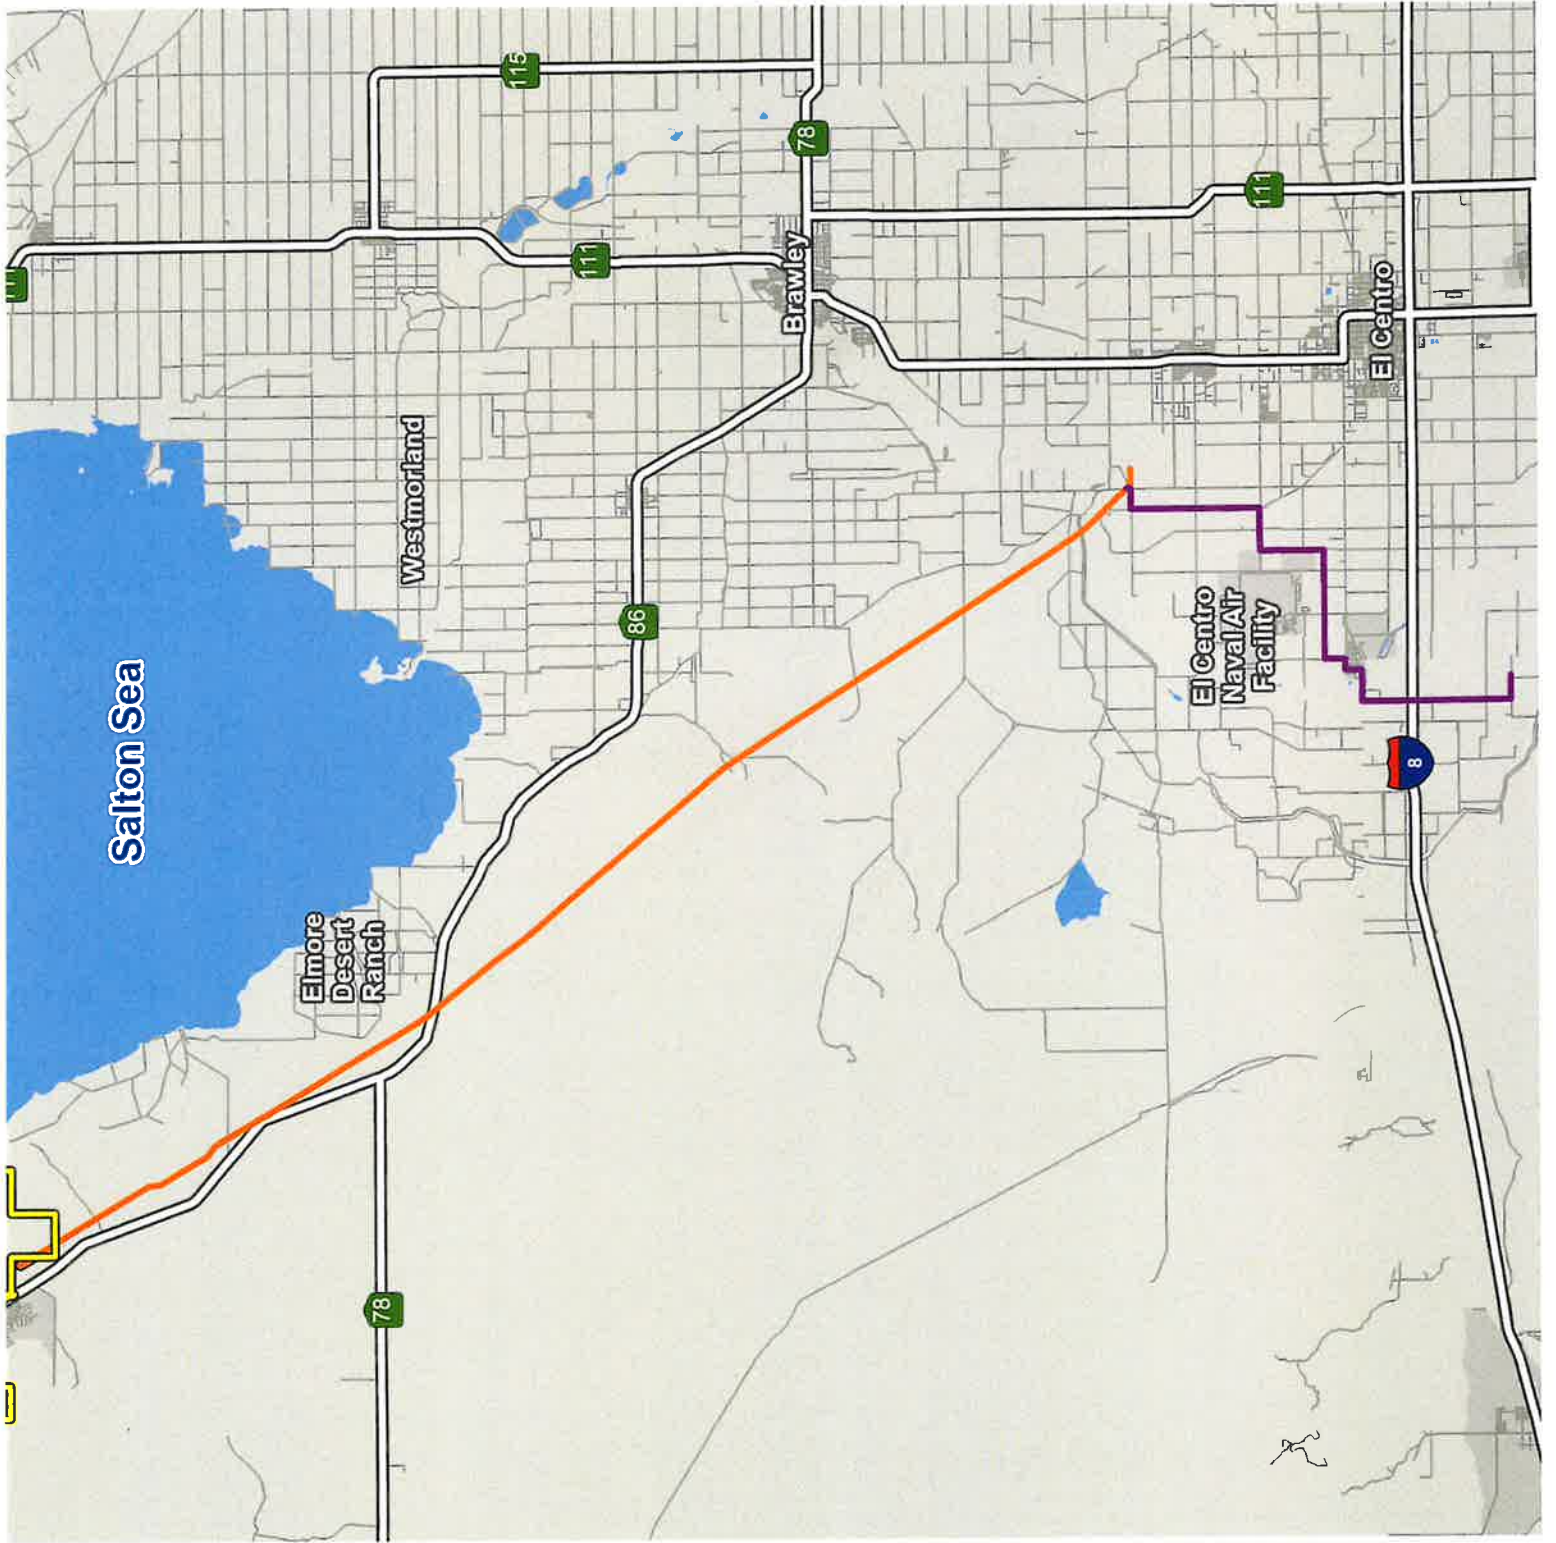 115
78
111
111
111
Brawley
El Centro
Westmorland
86
Salton Sea
El Centro
Naval Air
Facility
8
Elmore
Desert
Ranch
78